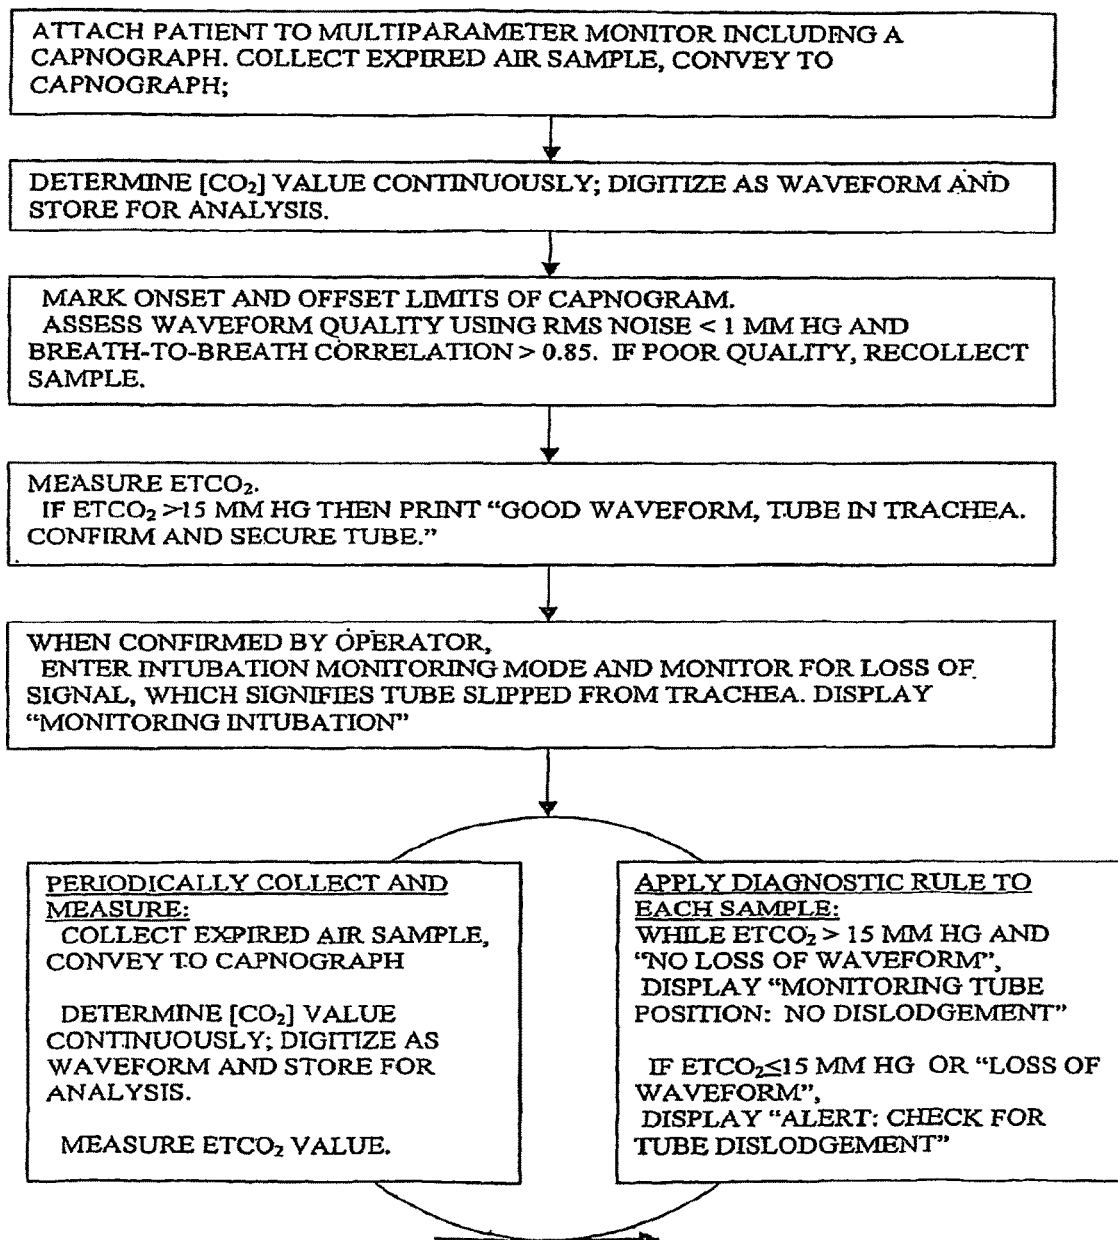 ATTACH PATIENT TO MULTIPARAMETER MONITOR INCLUDING A
CAPNOGRAPH. COLLECT EXPIRED AIR SAMPLE, CONVEY TO
CAPNOGRAPH;
DETERMINE [CO₂] VALUE CONTINUOUSLY; DIGITIZE AS WAVEFORM AND
STORE FOR ANALYSIS.
MARK ONSET AND OFFSET LIMITS OF CAPNOGRAM.
ASSESS WAVEFORM QUALITY USING RMS NOISE < 1 MM HG AND
BREATH-TO-BREATH CORRELATION > 0.85. IF POOR QUALITY, RECOLLECT
SAMPLE.
MEASURE ETCO₂.
IF ETCO₂ >15 MM HG THEN PRINT “GOOD WAVEFORM, TUBE IN TRACHEA.
CONFIRM AND SECURE TUBE.”
WHEN CONFIRMED BY OPERATOR,
ENTER INTUBATION MONITORING MODE AND MONITOR FOR LOSS OF
SIGNAL, WHICH SIGNIFIES TUBE SLIPPED FROM TRACHEA. DISPLAY
“MONITORING INTUBATION”
PERIODICALLY COLLECT AND
MEASURE:
COLLECT EXPIRED AIR SAMPLE,
CONVEY TO CAPNOGRAPH
DETERMINE [CO₂] VALUE
CONTINUOUSLY; DIGITIZE AS
WAVEFORM AND STORE FOR
ANALYSIS.
MEASURE ETCO₂ VALUE.
APPLY DIAGNOSTIC RULE TO
EACH SAMPLE:
WHILE ETCO₂ > 15 MM HG AND
“NO LOSS OF WAVEFORM”,
DISPLAY “MONITORING TUBE
POSITION: NO DISLODGEMENT”
IF ETCO₂≤15 MM HG OR “LOSS OF
WAVEFORM”,
DISPLAY “ALERT: CHECK FOR
TUBE DISLODGEMENT”